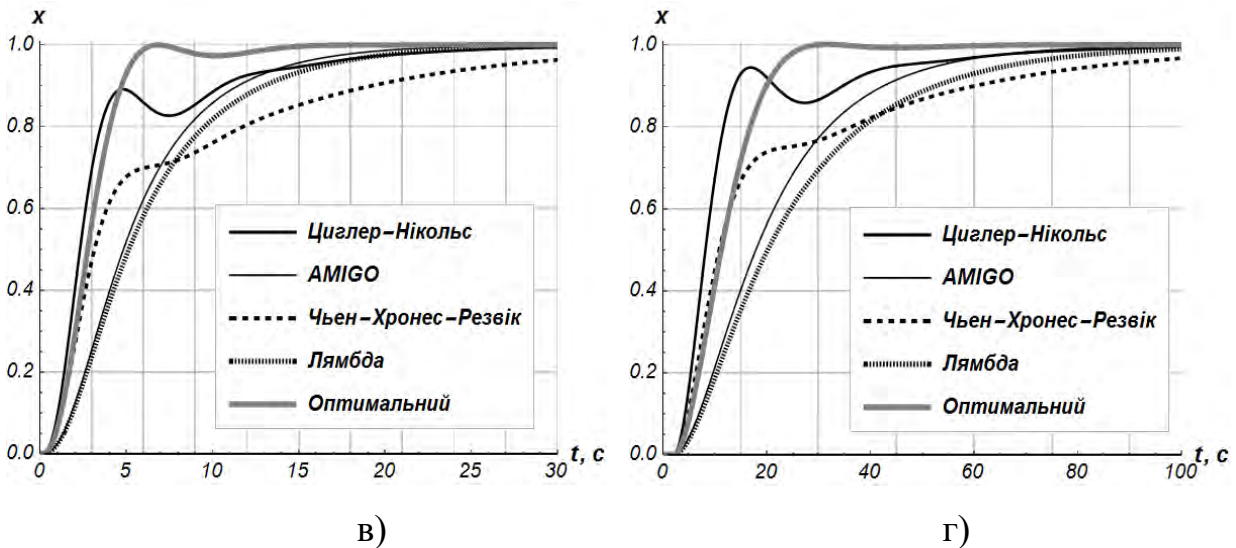 x
1.0
0.8
0.6
0.4
0.2
0.0
0 5 10 15 20 25 30
t, с
Циглер–Нікольс
AMIGO
Чьен–Хронес–Резвік
Лямбда
Оптимальний
в)
x
1.0
0.8
0.6
0.4
0.2
0.0
0 20 40 60 80 100
t, с
Циглер–Нікольс
AMIGO
Чьен–Хронес–Резвік
Лямбда
Оптимальний
г)